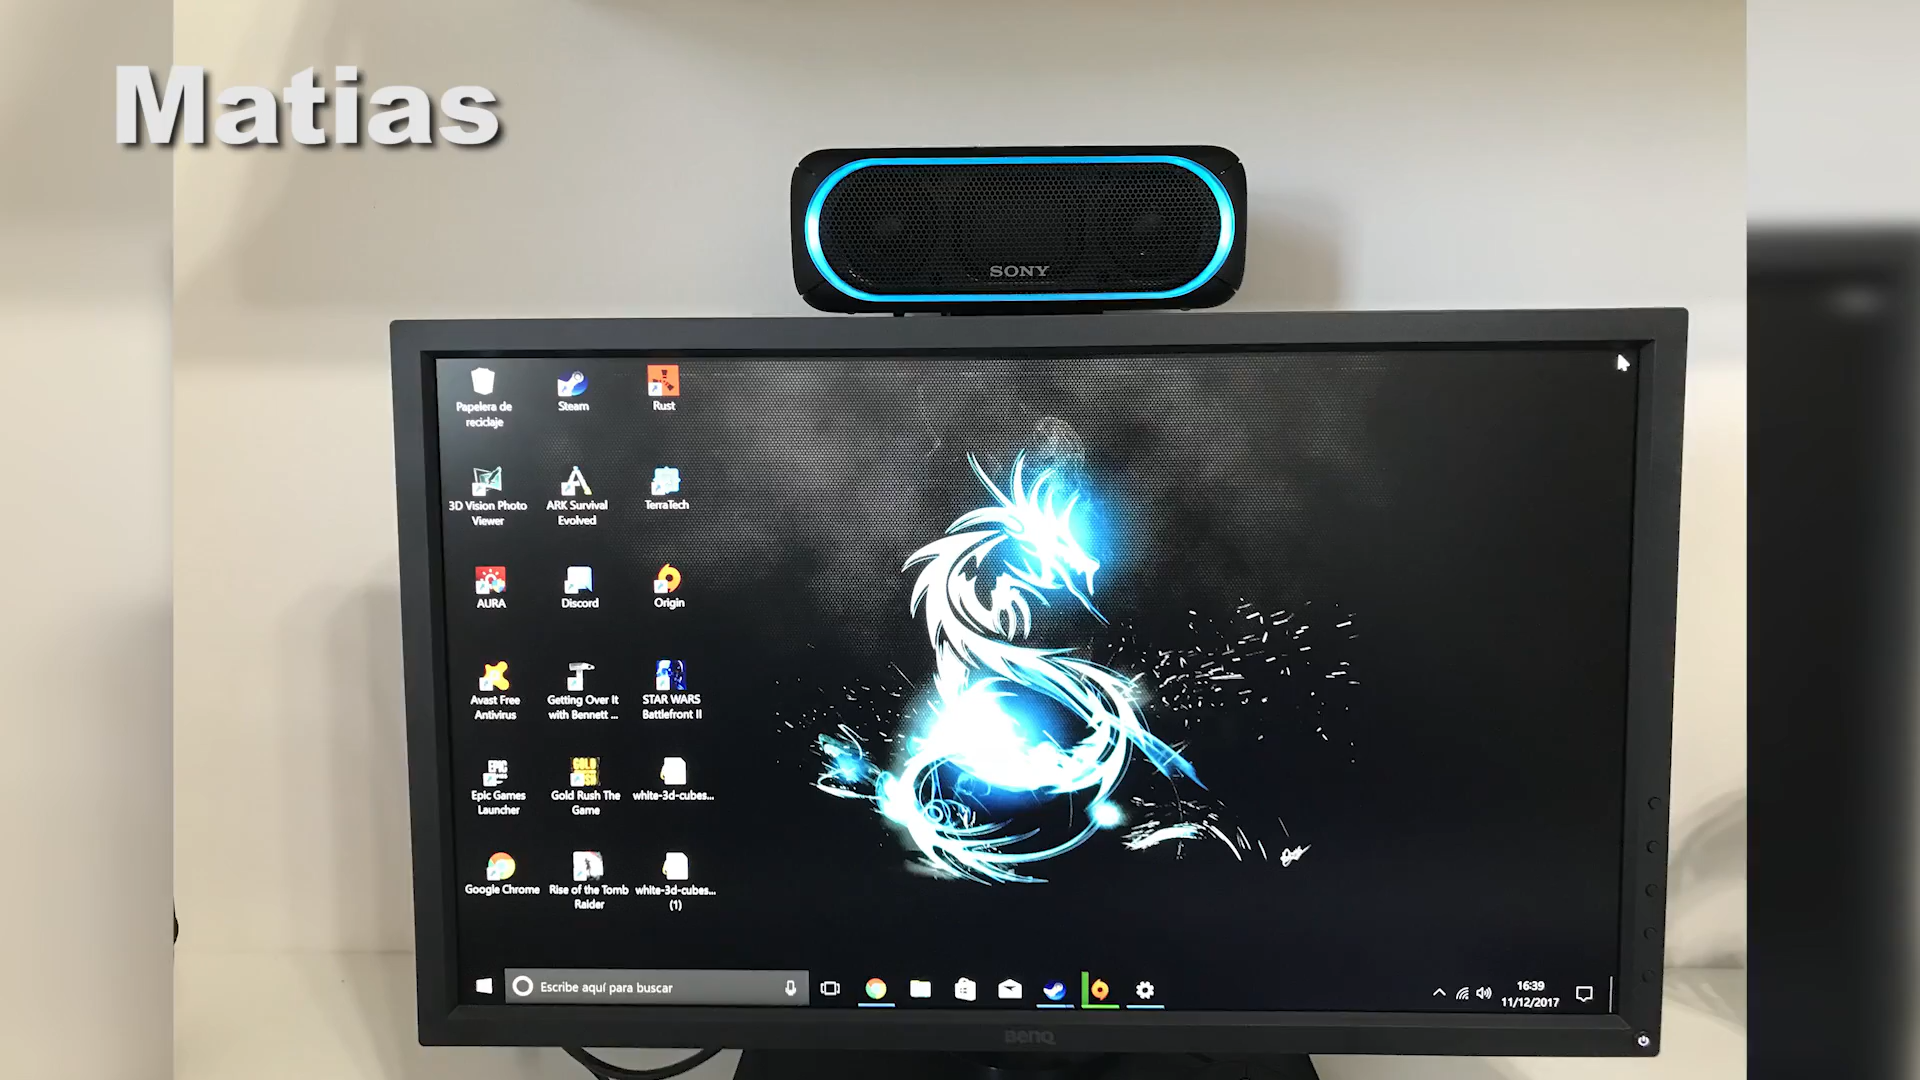 Matias
SONY
Papelera de
reciclaje
Steam
Rust
3D Vision Photo
Viewer
ARK Survival
Evolved
TerraTech
AURA
Discord
Origin
Avast Free
Antivirus
Getting Over It
with Bennett ...
STAR WARS
Battlefront II
EPIC
Epic Games
Launcher
GOLD
Gold Rush The
Game
white-3d-cubes...
Google Chrome
Rise of the Tomb
Raider
white-3d-cubes...
(1)
Escribe aquí para buscar
16:39
11/12/2017
BenQ